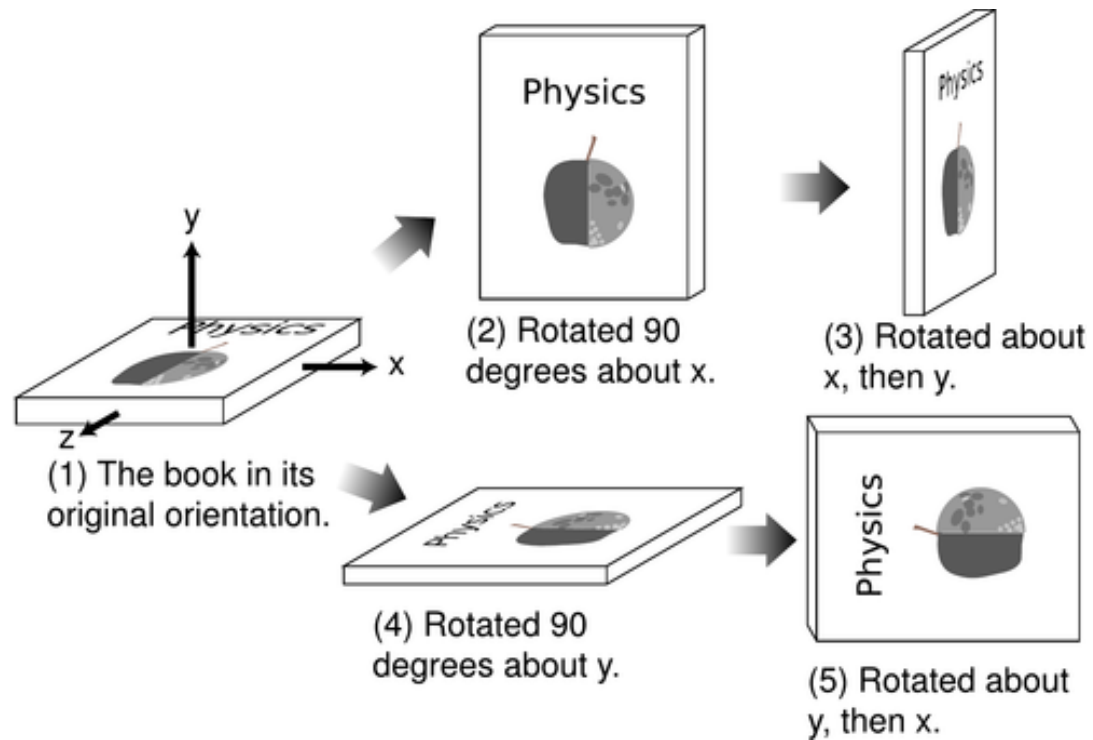 Physics
Physics
y
Physics
x
z
(1) The book in its
original orientation.
(2) Rotated 90
degrees about x.
(3) Rotated about
x, then y.
Physics
(4) Rotated 90
degrees about y.
Physics
(5) Rotated about
y, then x.